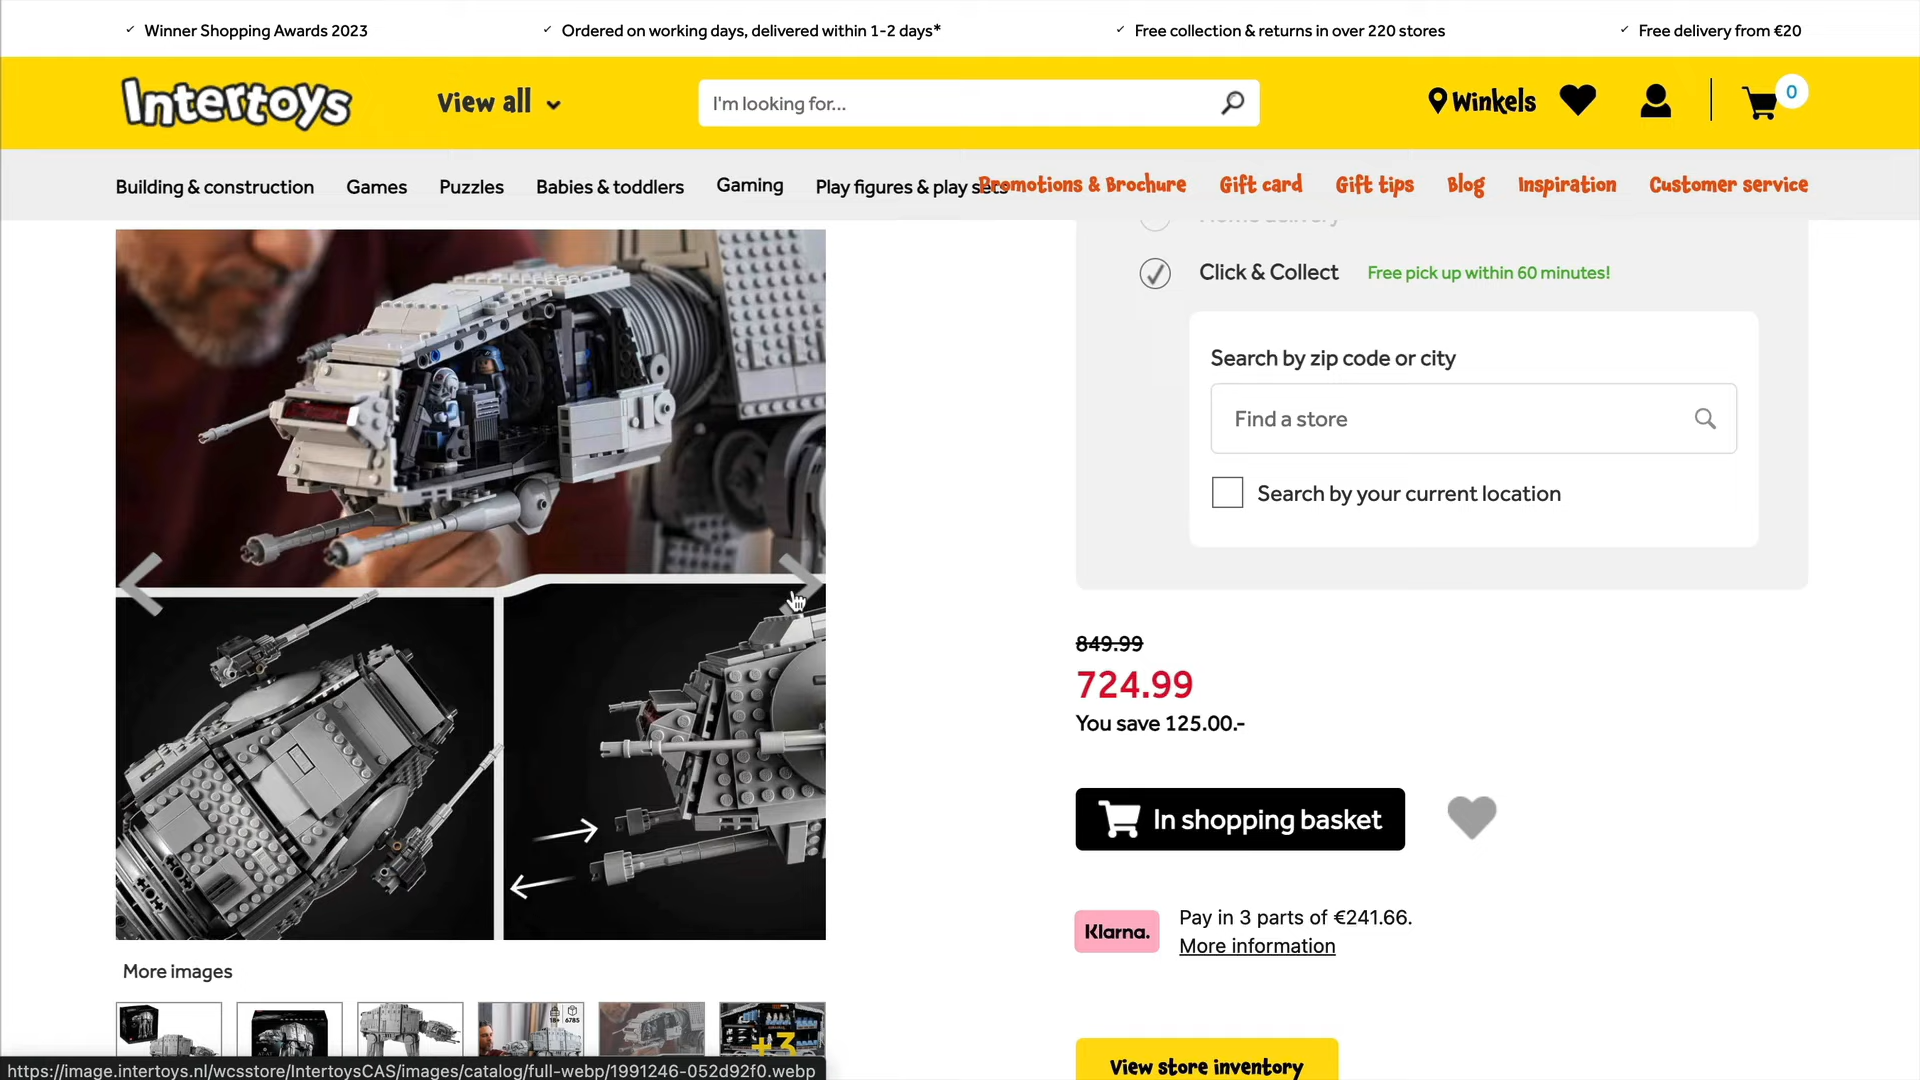 Winner Shopping Awards 2023
Ordered on working days, delivered within 1-2 days*
Free collection & returns in over 220 stores
Free delivery from €20
Intertoys
View all
I'm looking for...
Winkels
0
Building & construction
Games
Puzzles
Babies & toddlers
Gaming
Play figures & play sets
Promotions & Brochure
Gift card
Gift tips
Blog
Inspiration
Customer service
Home delivery
Click & Collect
Free pick up within 60 minutes!
Search by zip code or city
Find a store
Search by your current location
849.99
724.99
You save 125.00.-
In shopping basket
Klarna.
Pay in 3 parts of €241.66.
More information
More images
18+
6785
+3
View store inventory
https://image.intertoys.nl/wcsstore/IntertoysCAS/images/catalog/full-webp/1991246-052d92f0.webp